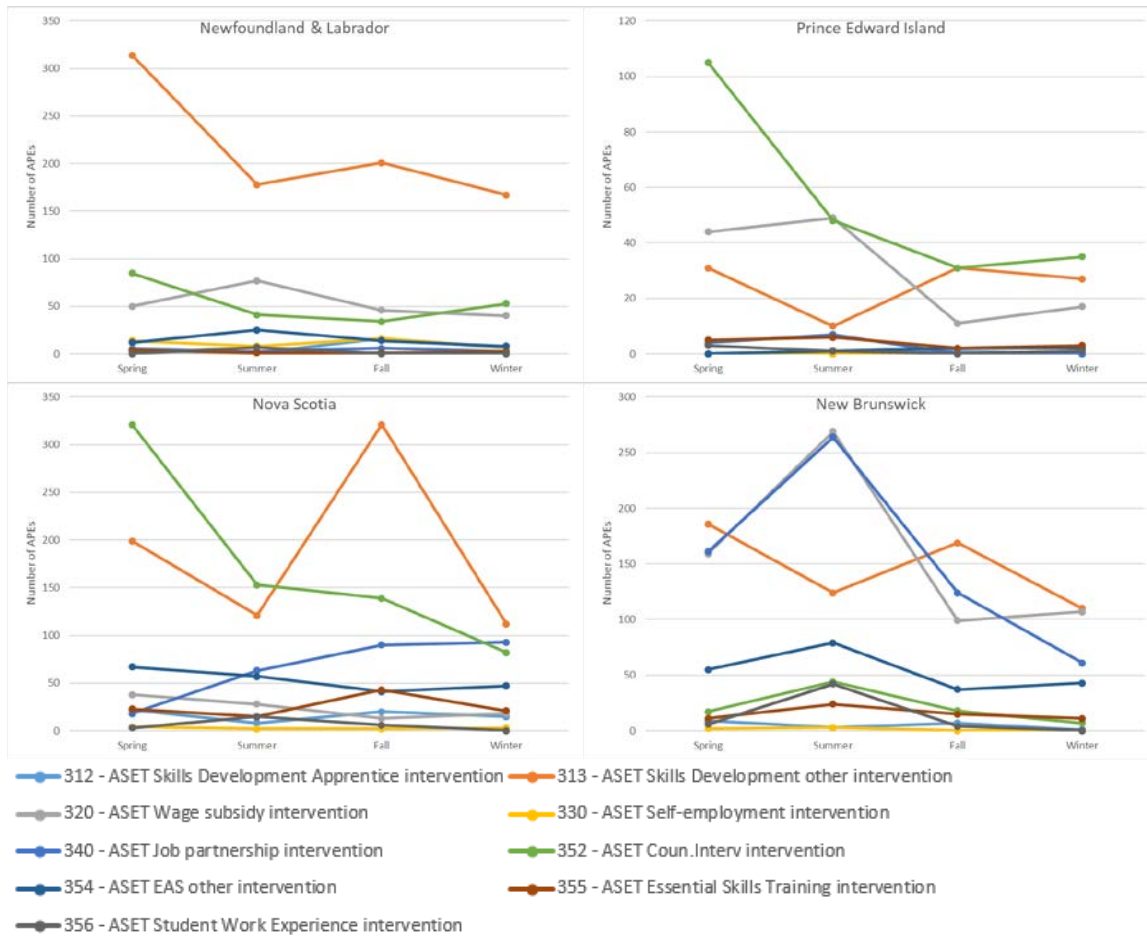 Newfoundland & Labrador
350
300
250
200
150
100
50
0
Number of APEs
Spring Summer Fall Winter
Prince Edward Island
120
100
80
60
40
20
0
Number of APEs
Spring Summer Fall Winter
Nova Scotia
350
300
250
200
150
100
50
0
Number of APEs
Spring Summer Fall Winter
New Brunswick
300
250
200
150
100
50
0
Number of APEs
Spring Summer Fall Winter
312 - ASET Skills Development Apprentice intervention 313 - ASET Skills Development other intervention
320 - ASET Wage subsidy intervention 330 - ASET Self-employment intervention
340 - ASET Job partnership intervention 352 - ASET Coun.Interv intervention
354 - ASET EAS other intervention 355 - ASET Essential Skills Training intervention
356 - ASET Student Work Experience intervention